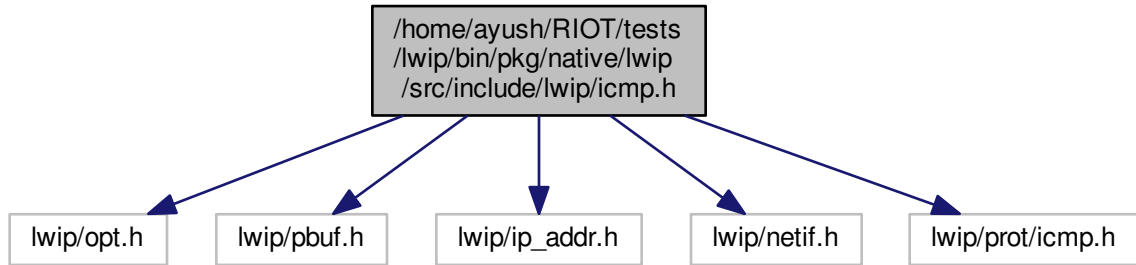 /home/ayush/RIOT/tests
/lwip/bin/pkg/native/lwip
/src/include/lwip/icmp.h
lwip/opt.h
lwip/pbuf.h
lwip/ip_addr.h
lwip/netif.h
lwip/prot/icmp.h